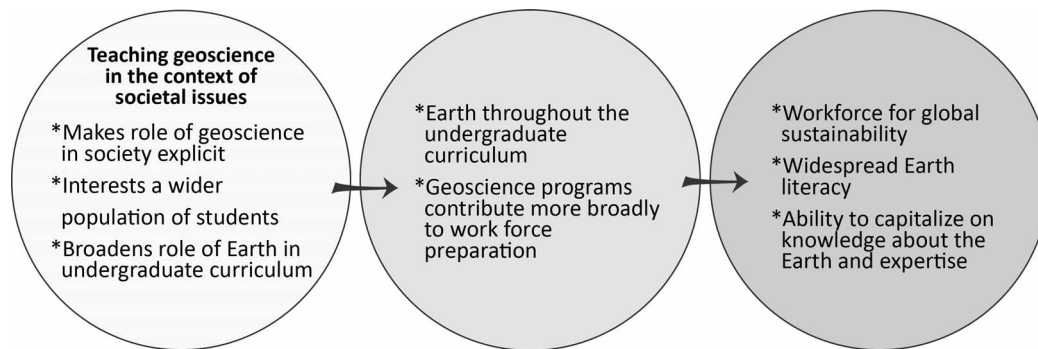 Teaching geoscience
in the context of
societal issues
*Makes role of geoscience
in society explicit
*Interests a wider
population of students
*Broadens role of Earth in
undergraduate curriculum
*Earth throughout the
undergraduate
curriculum
*Geoscience programs
contribute more broadly
to work force
preparation
*Workforce for global
sustainability
*Widespread Earth
literacy
*Ability to capitalize on
knowledge about the
Earth and expertise